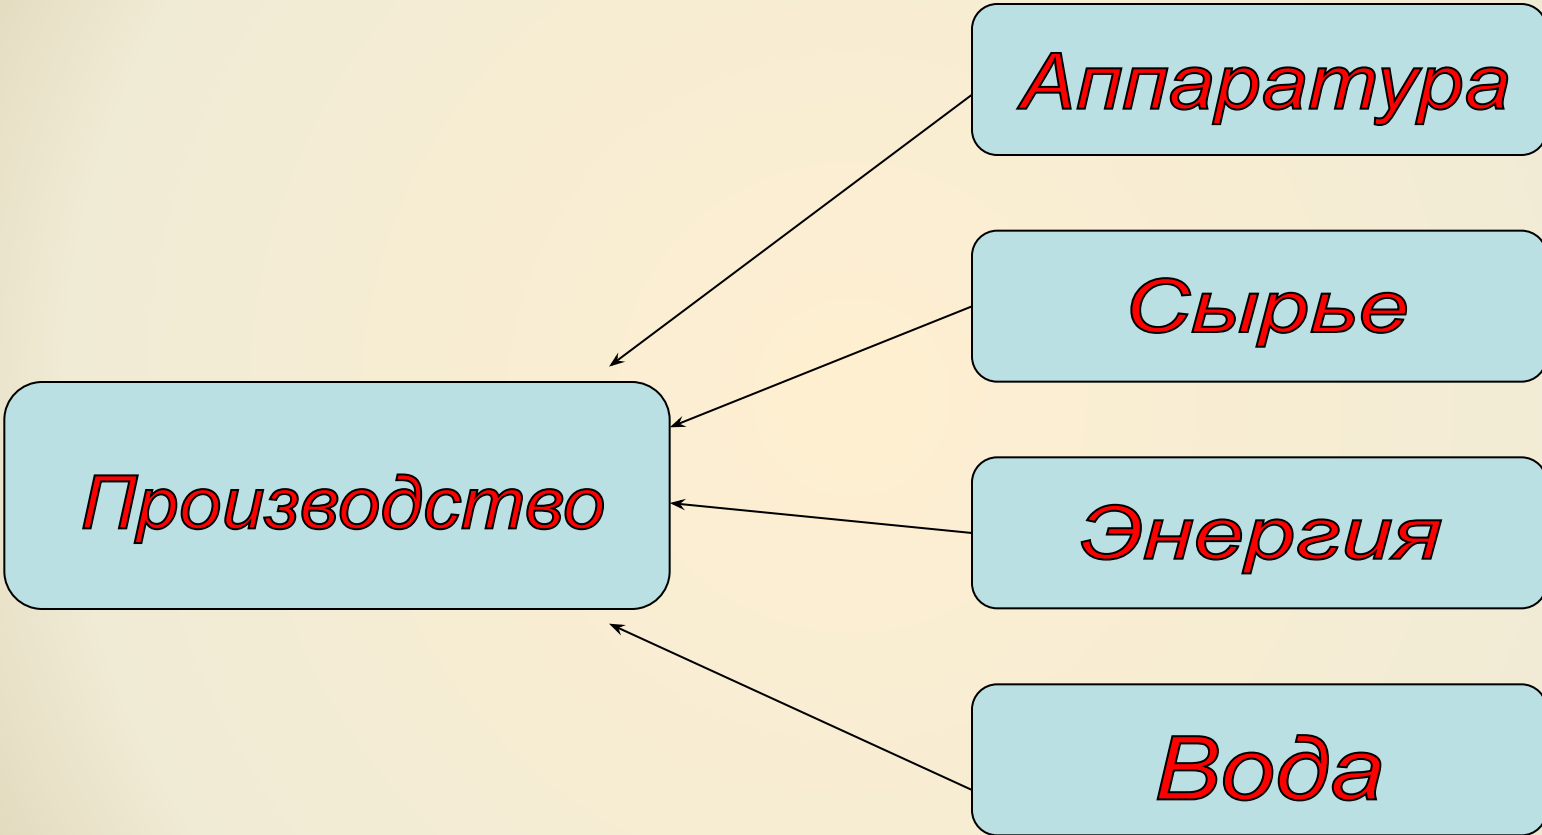 Аппаратура
Сырье
Производство
Энергия
Вода